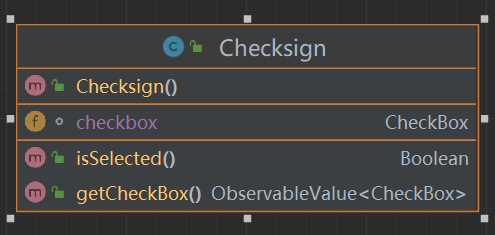 C Checksign
m Checksign()
f checkbox CheckBox
m isSelected() Boolean
m getCheckBox() ObservableValue<CheckBox>